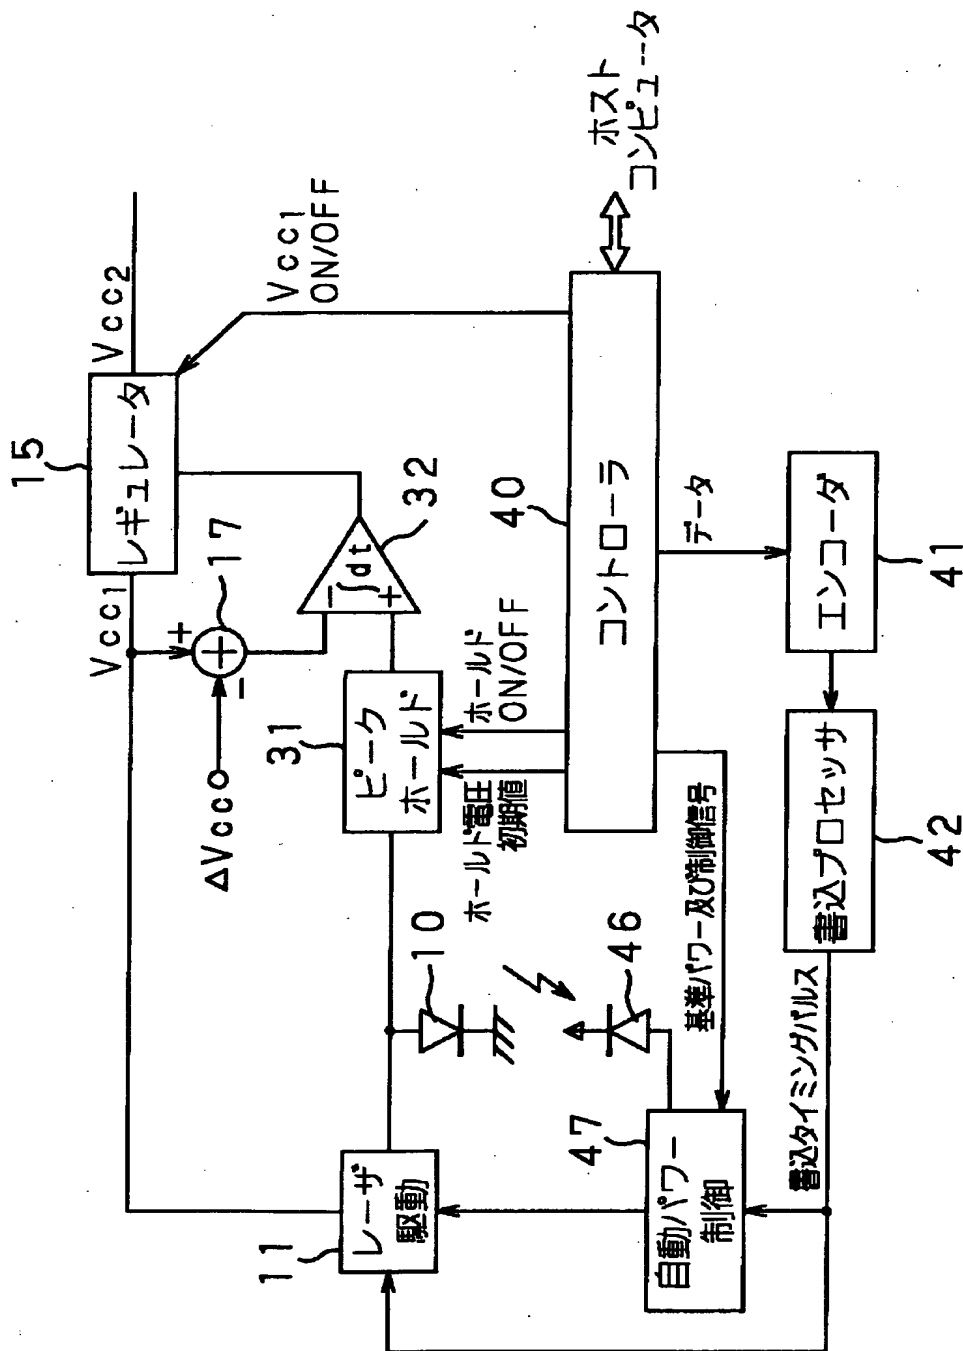 15
Vcc1
レギュレータ
Vcc2
17
+
+
-
ΔVcc
32
-
∫dt
+
Vcc1
ON/OFF
31
ピーク
ホールド
ホールド電圧
初期値
ホールド
ON/OFF
11
レーザ
駆動
10
46
47
自動パワー
制御
基準パワー及び制御信号
40
コントローラ
ホスト
コンピュータ
データ
書込タイミングパルス
書込プロセッサ
42
エンコーダ
41